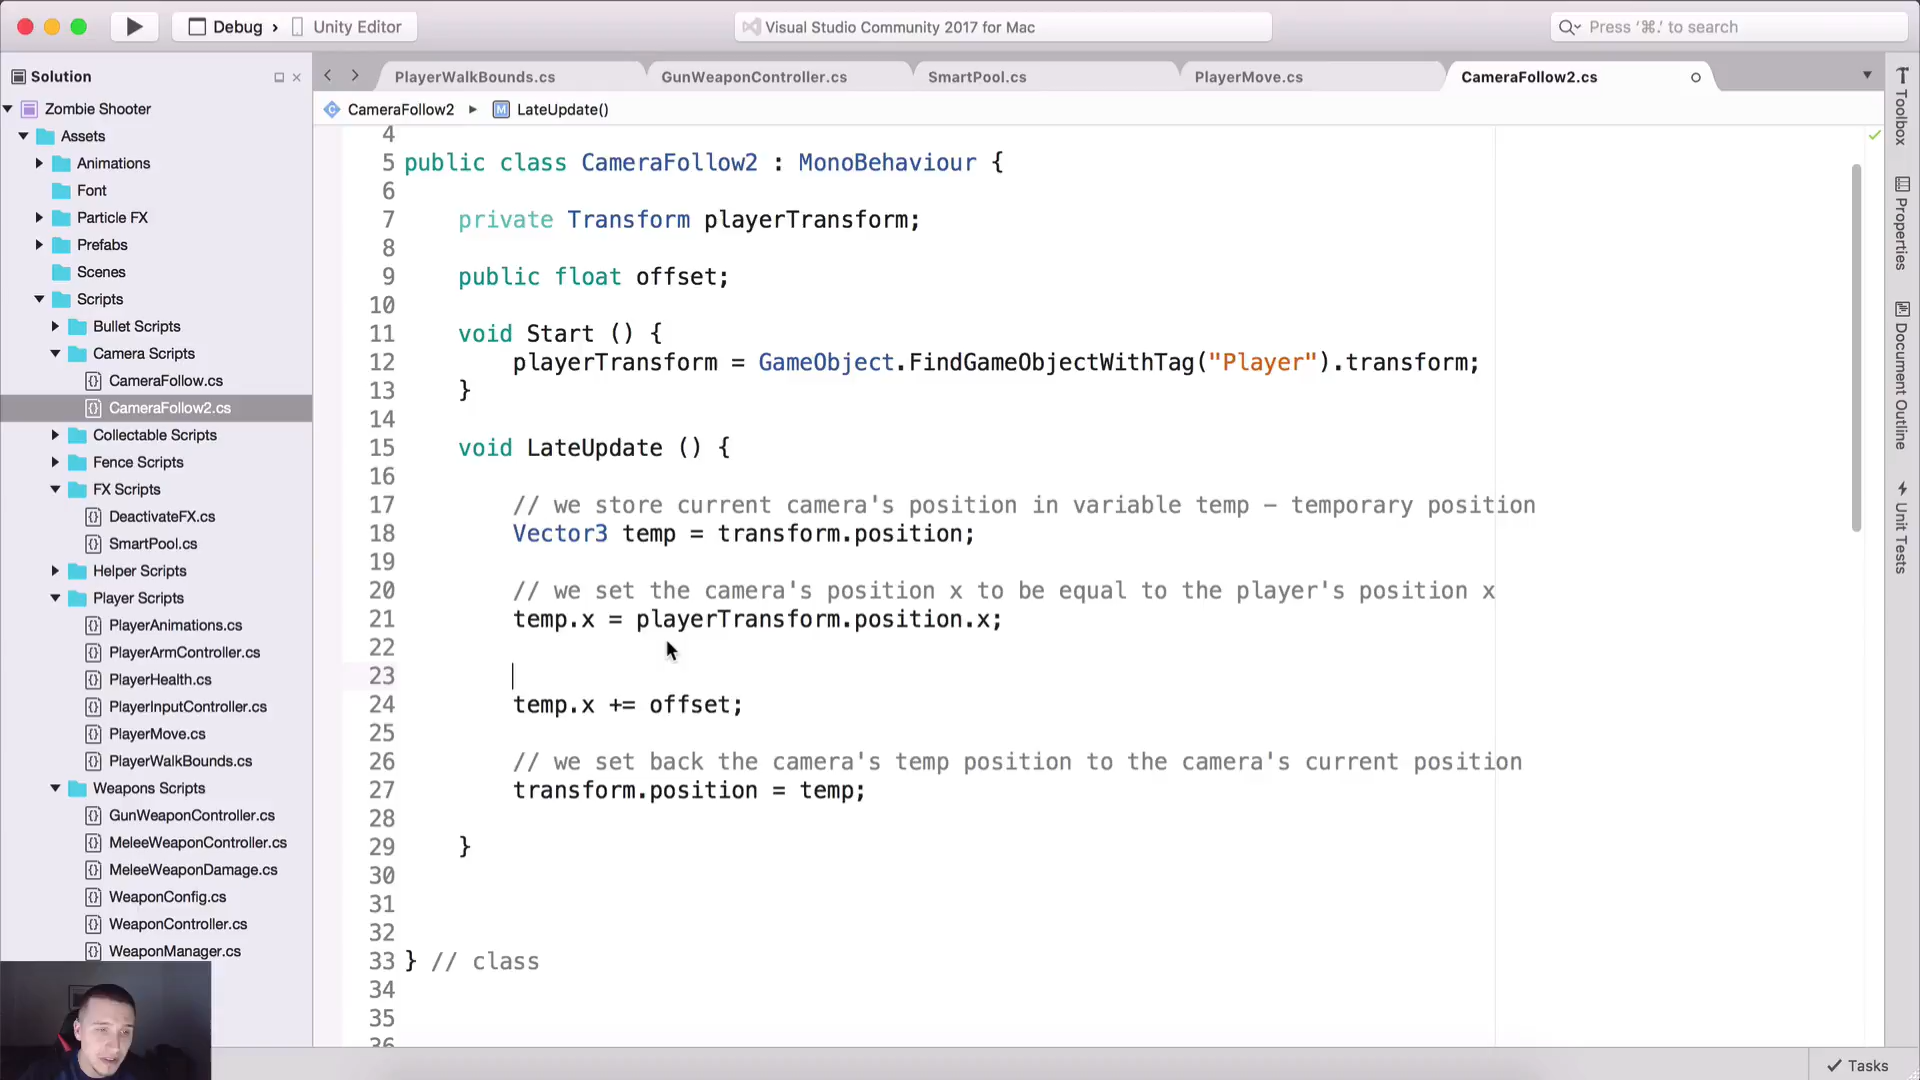 Debug
Unity Editor
Visual Studio Community 2017 for Mac
Press '⌘.' to search
Solution
PlayerWalkBounds.cs
GunWeaponController.cs
SmartPool.cs
PlayerMove.cs
CameraFollow2.cs
CameraFollow2
LateUpdate()
Zombie Shooter
Assets
Animations
Font
Particle FX
Prefabs
Scenes
Scripts
Bullet Scripts
Camera Scripts
CameraFollow.cs
CameraFollow2.cs
Collectable Scripts
Fence Scripts
FX Scripts
DeactivateFX.cs
SmartPool.cs
Helper Scripts
Player Scripts
PlayerAnimations.cs
PlayerArmController.cs
PlayerHealth.cs
PlayerInputController.cs
PlayerMove.cs
PlayerWalkBounds.cs
Weapons Scripts
GunWeaponController.cs
MeleeWeaponController.cs
MeleeWeaponDamage.cs
WeaponConfig.cs
WeaponController.cs
WeaponManager.cs
4
5 public class CameraFollow2 : MonoBehaviour {
6
7 private Transform playerTransform;
8
9 public float offset;
10
11 void Start () {
12 playerTransform = GameObject.FindGameObjectWithTag("Player").transform;
13 }
14
15 void LateUpdate () {
16
17 // we store current camera's position in variable temp - temporary position
18 Vector3 temp = transform.position;
19
20 // we set the camera's position x to be equal to the player's position x
21 temp.x = playerTransform.position.x;
22
23
24 temp.x += offset;
25
26 // we set back the camera's temp position to the camera's current position
27 transform.position = temp;
28
29 }
30
31
32
33 } // class
34
35
36
Toolbox
Properties
Document Outline
Unit Tests
Tasks